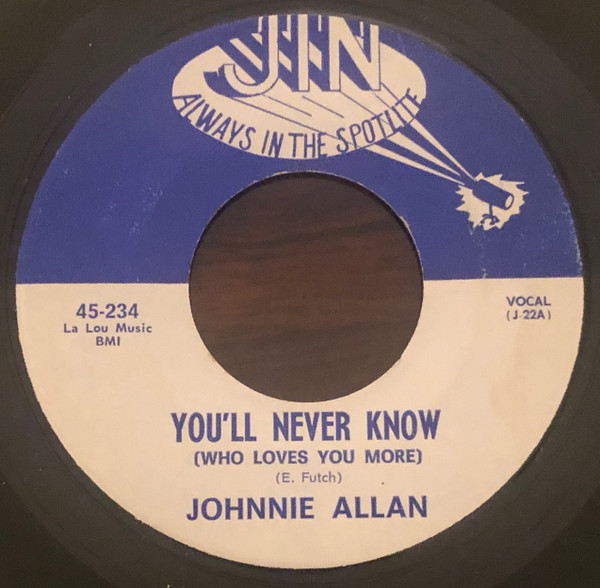 JIN
ALWAYS IN THE SPOTLITE
45-234
La Lou Music
BMI
VOCAL
(J-22A)
YOU'LL NEVER KNOW
(WHO LOVES YOU MORE)
(E. Futch)
JOHNNIE ALLAN